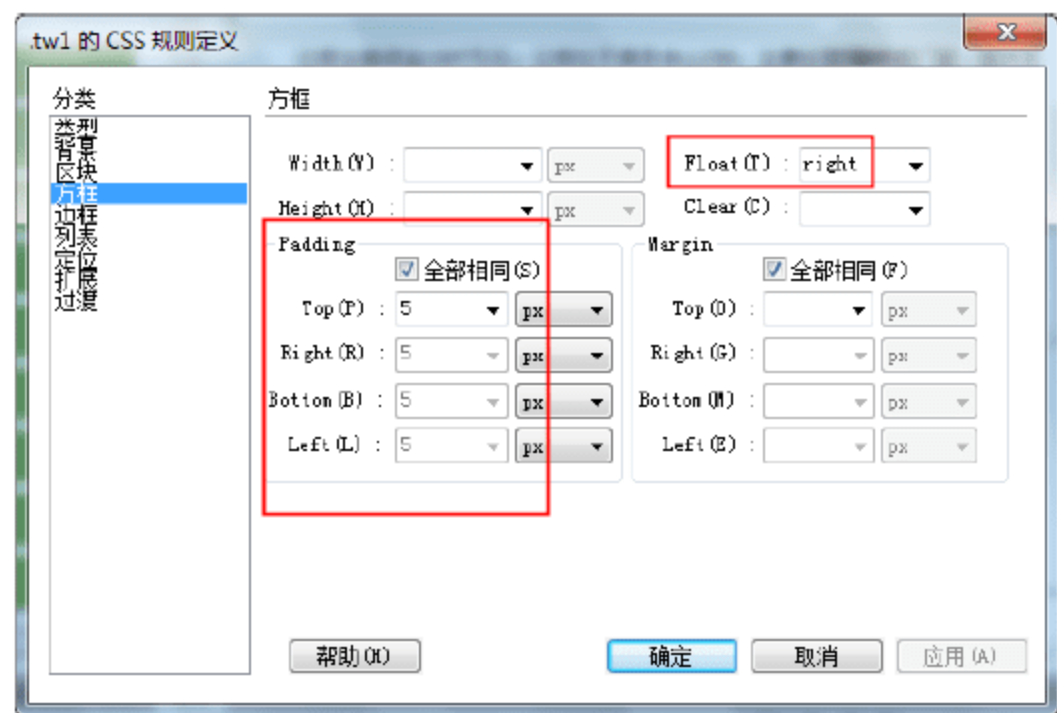 .tw1 的 CSS 规则定义
分类
类型
背景
区块
方框
边框
列表
定位
扩展
过渡
方框
Width(W) : px Float(T) : right
Height(H) : px Clear(C) :
Padding
全部相同(S)
Top(P) : 5 px
Right(R) : 5 px
Bottom(B) : 5 px
Left(L) : 5 px
Margin
全部相同(F)
Top(O) : px
Right(G) : px
Bottom(M) : px
Left(E) : px
帮助(H) 确定 取消 应用(A)